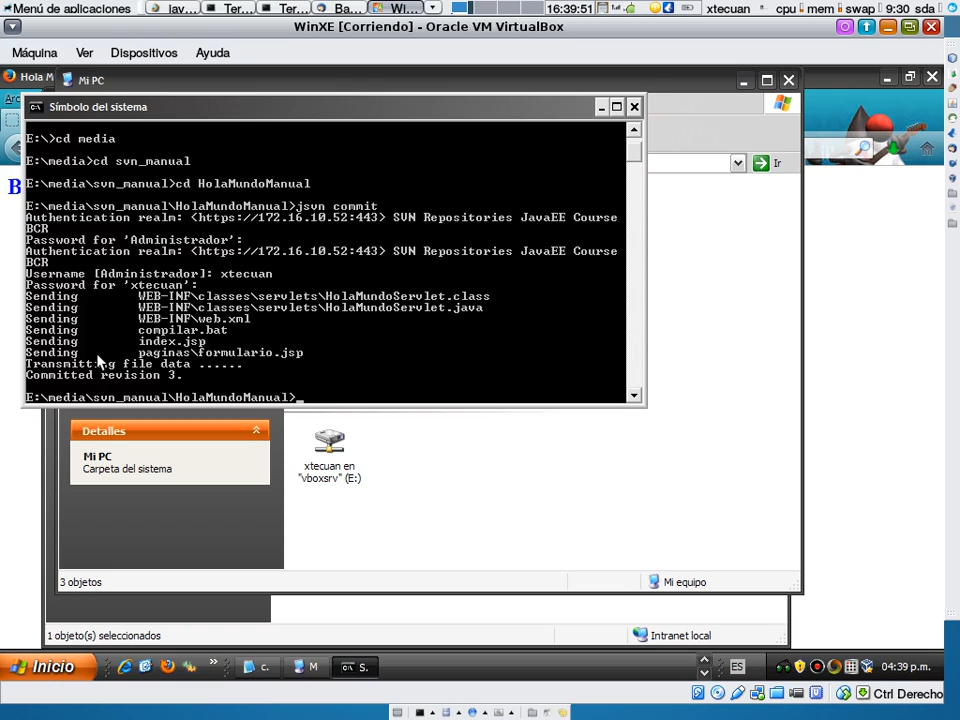 Menú de aplicaciones
Jav...
Ter...
Ter...
Ba...
Wi...
16:39:51
xtecuan
cpu
mem
swap
9:30
sda
WinXE [Corriendo] - Oracle VM VirtualBox
Máquina
Ver
Dispositivos
Ayuda
Hola M
Mi PC
Arc
Símbolo del sistema
Ir
B
E:\>cd media
E:\media>cd svn_manual
E:\media\svn_manual>cd HolaMundoManual
E:\media\svn_manual\HolaMundoManual>jsvn commit
Authentication realm: <https://172.16.10.52:443> SVN Repositories JavaEE Course
BCR
Password for 'Administrador':
Authentication realm: <https://172.16.10.52:443> SVN Repositories JavaEE Course
BCR
Username [Administrador]: xtecuan
Password for 'xtecuan':
Sending WEB-INF\classes\servlets\HolaMundoServlet.class
Sending WEB-INF\classes\servlets\HolaMundoServlet.java
Sending WEB-INF\web.xml
Sending compilar.bat
Sending index.jsp
Sending paginas\formulario.jsp
Transmitting file data ......
Committed revision 3.
E:\media\svn_manual\HolaMundoManual>_
Detalles
Mi PC
Carpeta del sistema
xtecuan en
"vboxsrv" (E:)
3 objetos
Mi equipo
1 objeto(s) seleccionados
Intranet local
Inicio
c.
M
S.
ES
04:39 p.m.
Ctrl Derecho